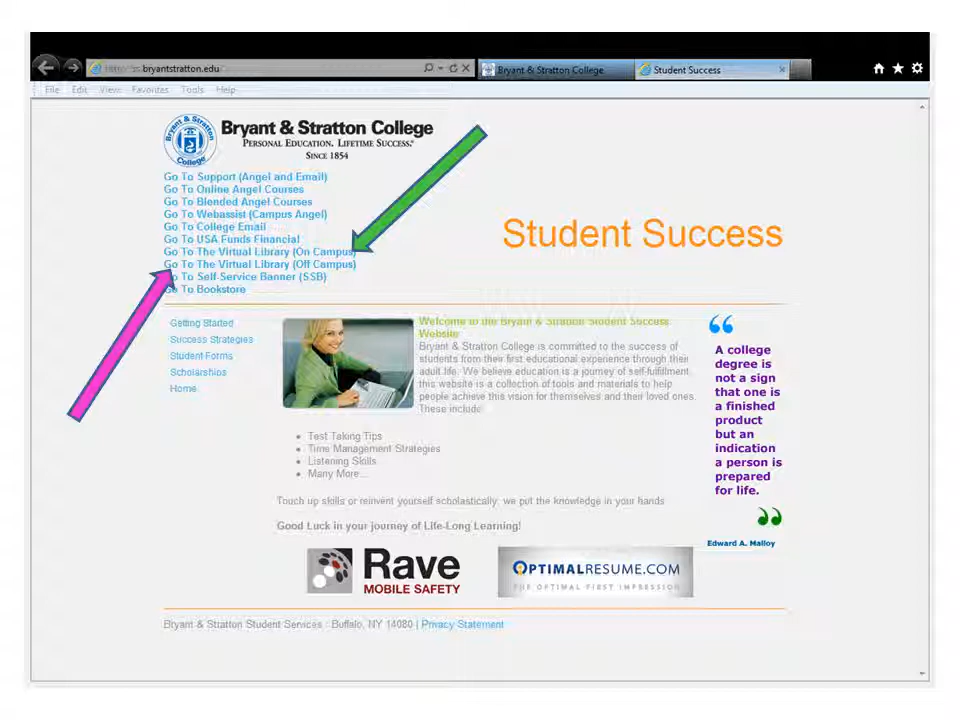 bryantstratton.edu
Bryant & Stratton College
Student Success
File Edit View Favorites Tools Help
Bryant & Stratton
College
Bryant & Stratton College
PERSONAL EDUCATION. LIFETIME SUCCESS.®
SINCE 1854
Go To Support (Angel and Email)
Go To Online Angel Courses
Go To Blended Angel Courses
Go To Webassist (Campus Angel)
Go To College Email
Go To USA Funds Financial
Go To The Virtual Library (On Campus)
Go To The Virtual Library (Off Campus)
Go To Self-Service Banner (SSB)
Go To Bookstore
Student Success
Getting Started
Success Strategies
Student Forms
Scholarships
Home
Welcome to the Bryant & Stratton Student Success
Website
Bryant & Stratton College is committed to the success of
students from their first educational experience through their
adult life. We believe education is a journey of self-fulfillment
this website is a collection of tools and materials to help
people achieve this vision for themselves and their loved ones.
These include:
• Test Taking Tips
• Time Management Strategies
• Listening Skills
• Many More...
Touch up skills or reinvent yourself scholastically, we put the knowledge in your hands
Good Luck in your journey of Life-Long Learning!
“
A college
degree is
not a sign
that one is
a finished
product
but an
indication
a person is
prepared
for life.
”
Edward A. Malloy
Rave
MOBILE SAFETY
OPTIMALRESUME.COM
THE OPTIMAL FIRST IMPRESSION
Bryant & Stratton Student Services : Buffalo, NY 14080 | Privacy Statement